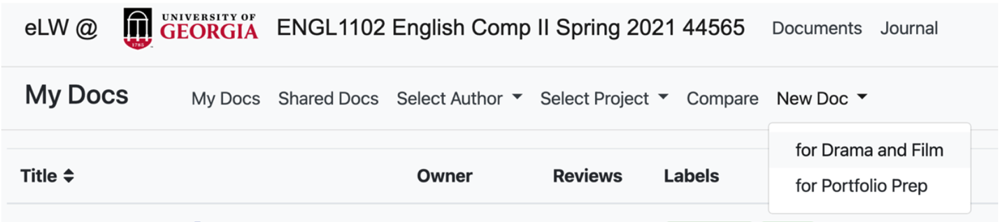 eLW @ UNIVERSITY OF GEORGIA 1785 ENGL1102 English Comp II Spring 2021 44565 Documents Journal
My Docs My Docs Shared Docs Select Author Select Project Compare New Doc
for Drama and Film
Title Owner Reviews Labels
for Portfolio Prep